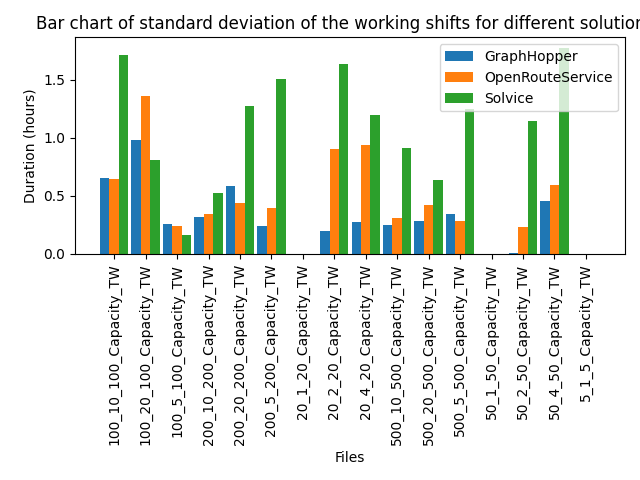 Bar chart of standard deviation of the working shifts for different solution
GraphHopper
OpenRouteService
Solvice
Duration (hours)
1.5
1.0
0.5
0.0
100_10_100_Capacity_TW
100_20_100_Capacity_TW
100_5_100_Capacity_TW
200_10_200_Capacity_TW
200_20_200_Capacity_TW
200_5_200_Capacity_TW
20_1_20_Capacity_TW
20_2_20_Capacity_TW
20_4_20_Capacity_TW
500_10_500_Capacity_TW
500_20_500_Capacity_TW
500_5_500_Capacity_TW
50_1_50_Capacity_TW
50_2_50_Capacity_TW
50_4_50_Capacity_TW
5_1_5_Capacity_TW
Files